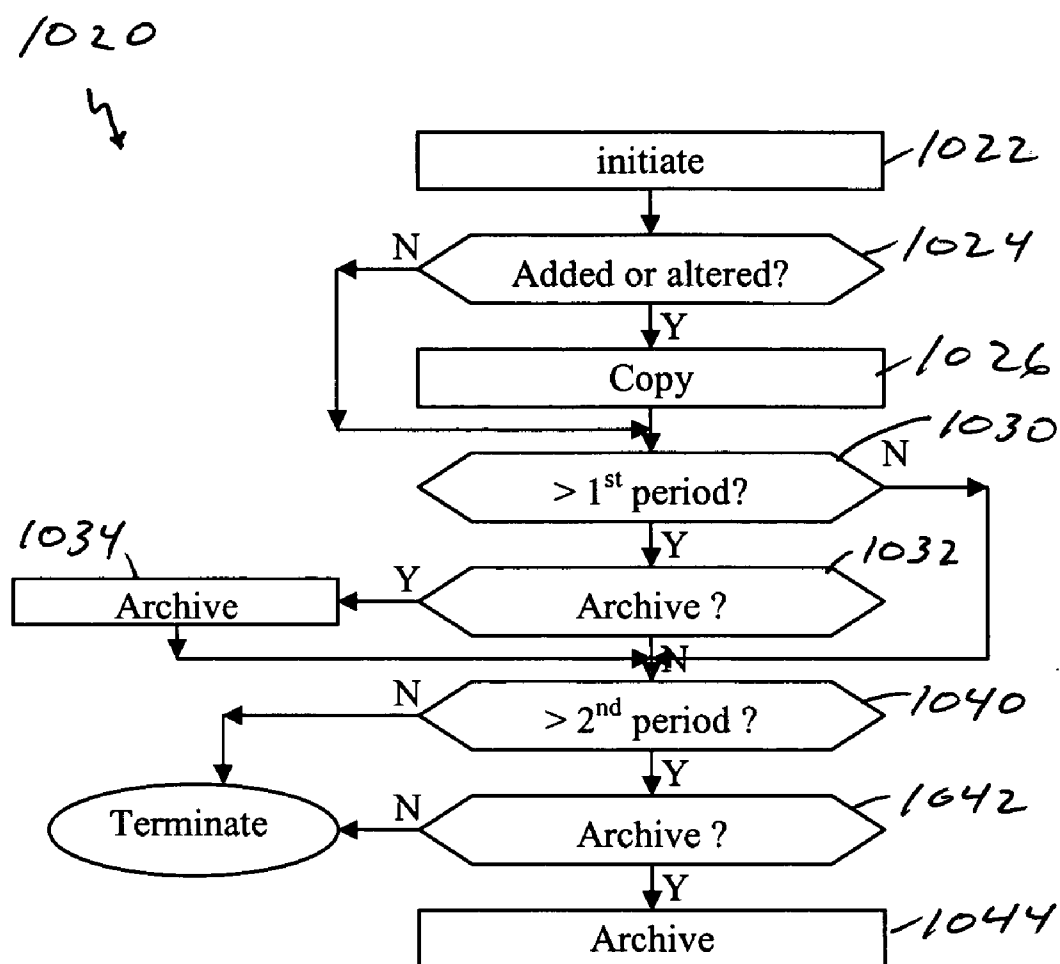 1020
initiate
1022
N
Added or altered?
1024
Y
Copy
1026
1030
> 1st period?
N
Y
1034
1032
Archive
Y
Archive ?
N
N
> 2nd period ?
1040
Y
Terminate
N
Archive ?
1042
Y
Archive
1044